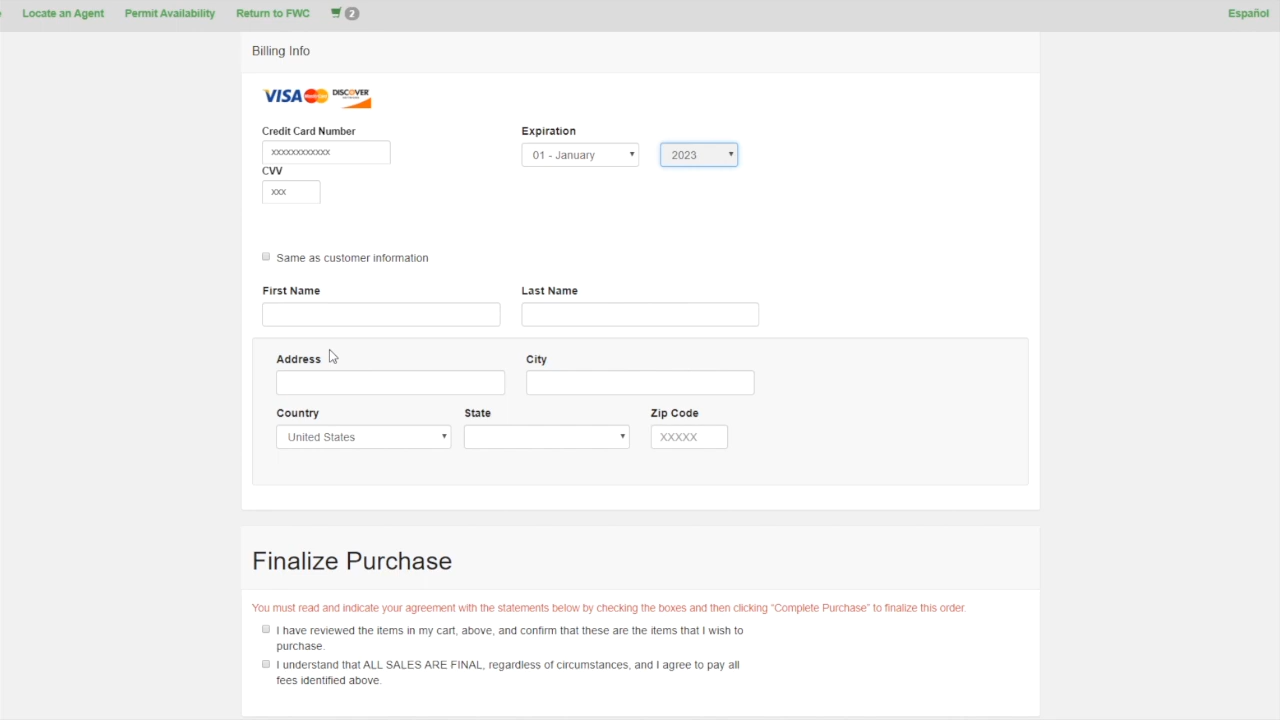 Locate an Agent Permit Availability Return to FWC 2 Español
Billing Info
VISA DISCOVER
Credit Card Number Expiration
xxxxxxxxxxxx 01 - January 2023
CVV
xxx
Same as customer information
First Name Last Name
Address City
Country State Zip Code
United States XXXXX
Finalize Purchase
You must read and indicate your agreement with the statements below by checking the boxes and then clicking “Complete Purchase” to finalize this order.
I have reviewed the items in my cart, above, and confirm that these are the items that I wish to
purchase.
I understand that ALL SALES ARE FINAL, regardless of circumstances, and I agree to pay all
fees identified above.